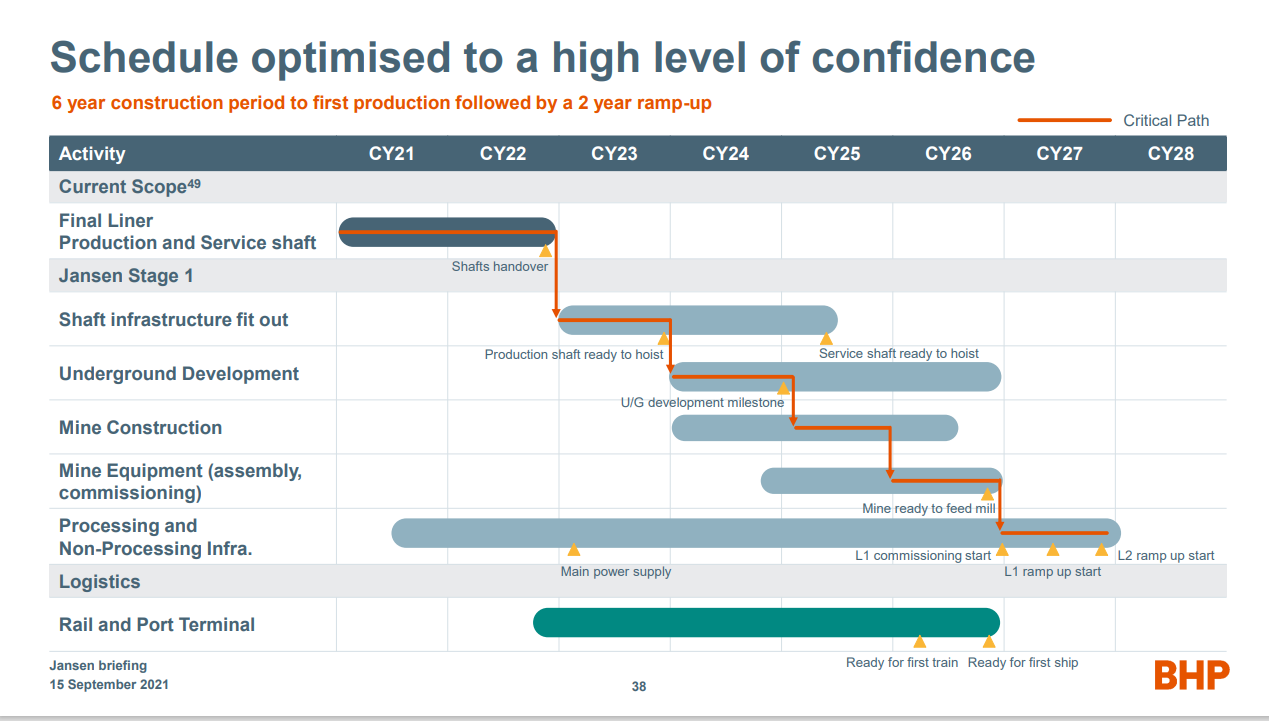 Schedule optimised to a high level of confidence
6 year construction period to first production followed by a 2 year ramp-up
Critical Path
Activity CY21 CY22 CY23 CY24 CY25 CY26 CY27 CY28
Current Scope49
Final Liner
Production and Service shaft
Shafts handover
Jansen Stage 1
Shaft infrastructure fit out
Production shaft ready to hoist
Service shaft ready to hoist
Underground Development
U/G development milestone
Mine Construction
Mine Equipment (assembly,
commissioning)
Mine ready to feed mill
Processing and
Non-Processing Infra.
L1 commissioning start
L2 ramp up start
Main power supply
L1 ramp up start
Logistics
Rail and Port Terminal
Ready for first train
Ready for first ship
Jansen briefing
15 September 2021
38
BHP